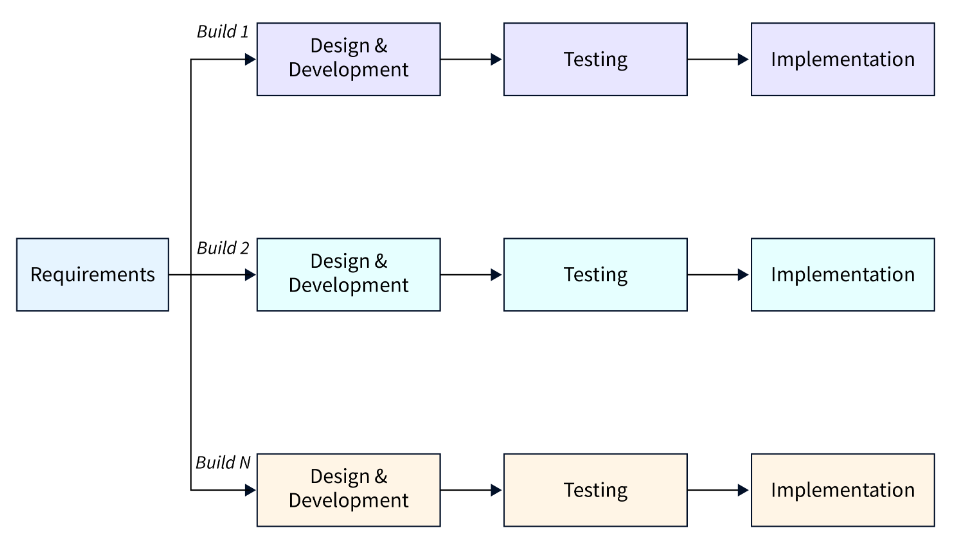 Build 1
Design &
Development
Testing
Implementation
Requirements
Build 2
Design &
Development
Testing
Implementation
Build N
Design &
Development
Testing
Implementation